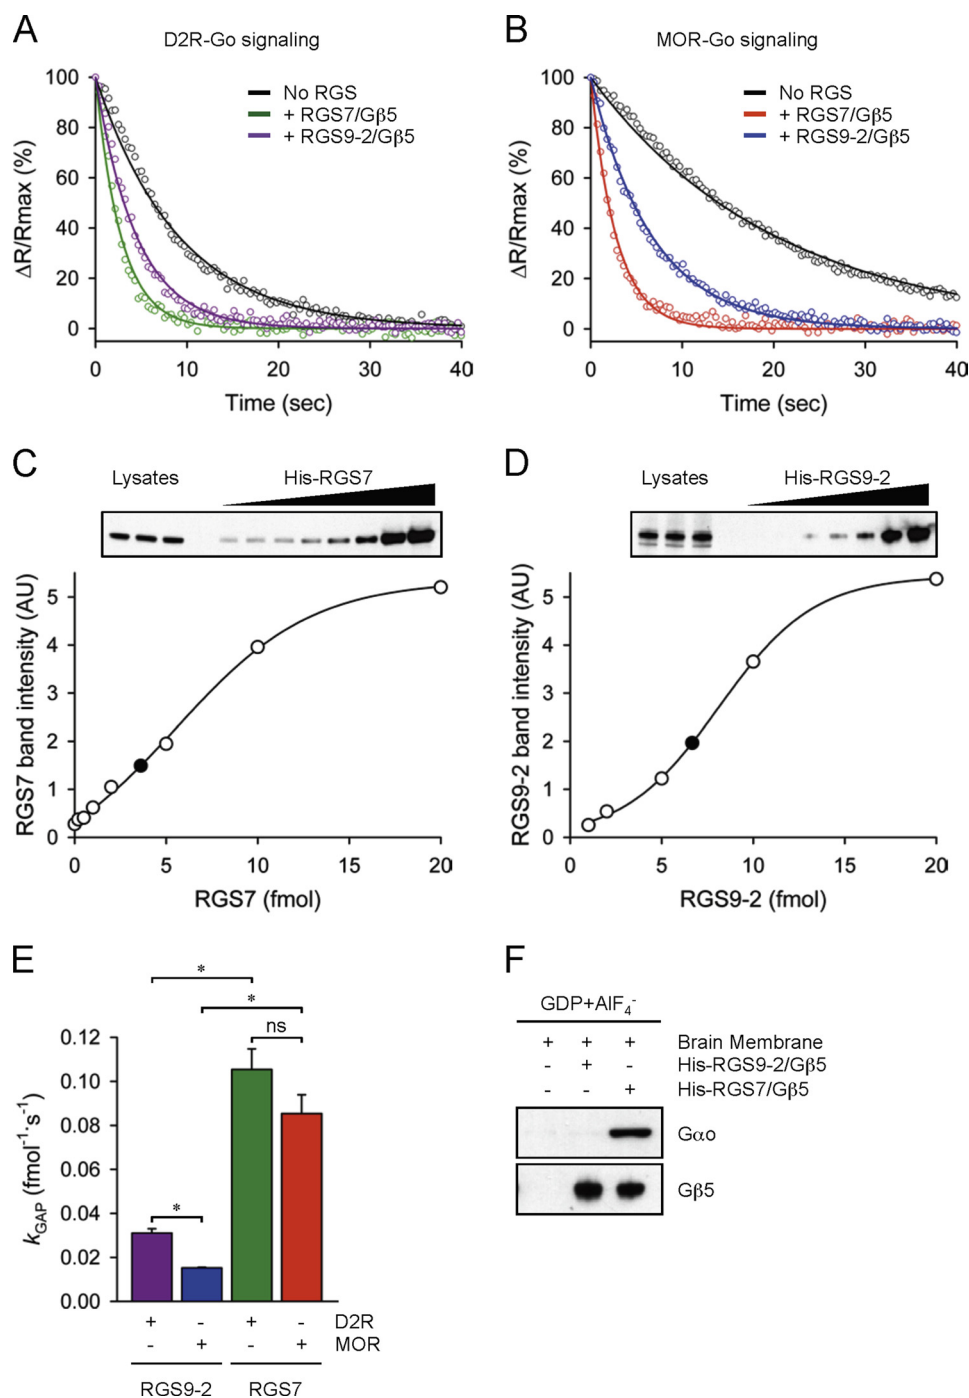 A
D2R-Go signaling
ΔR/Rmax (%)
100
80
60
40
20
0
No RGS
+ RGS7/Gβ5
+ RGS9-2/Gβ5
0 10 20 30 40
Time (sec)
B
MOR-Go signaling
ΔR/Rmax (%)
100
80
60
40
20
0
No RGS
+ RGS7/Gβ5
+ RGS9-2/Gβ5
0 10 20 30 40
Time (sec)
C
Lysates His-RGS7
RGS7 band intensity (AU)
5
4
3
2
1
0
0 5 10 15 20
RGS7 (fmol)
D
Lysates His-RGS9-2
RGS9-2 band intensity (AU)
5
4
3
2
1
0
0 5 10 15 20
RGS9-2 (fmol)
E
*
*
ns
*
kGAP (fmol⁻¹·s⁻¹)
0.12
0.10
0.08
0.06
0.04
0.02
0.00
+ - + - D2R
- + - + MOR
RGS9-2 RGS7
F
GDP+AlF₄⁻
+ + + Brain Membrane
- + - His-RGS9-2/Gβ5
- - + His-RGS7/Gβ5
Gαo
Gβ5